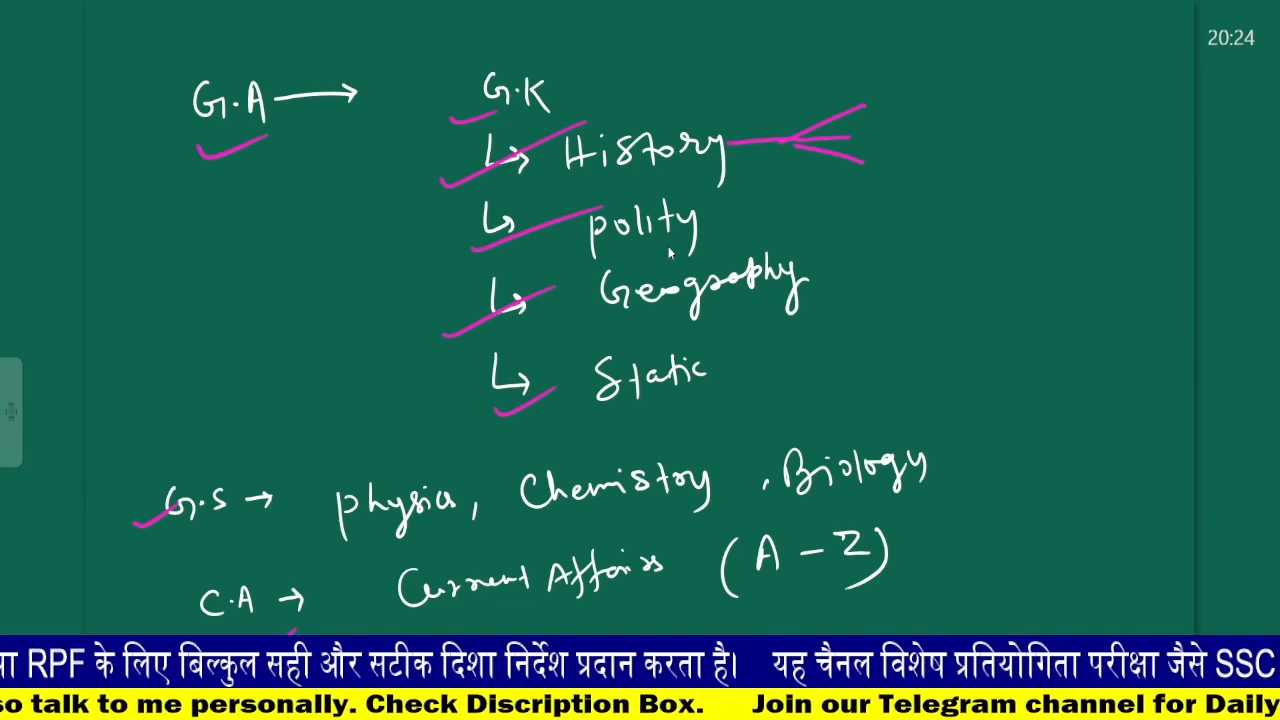 20:24
G.A → G.K
↳ History
↳ polity
↳ Geography
↳ Static
G.S → physics, Chemistry, Biology
C.A → Current Affairs (A - Z)
RPF के लिए बिल्कुल सही और सटीक दिशा निर्देश प्रदान करता है। यह चैनल विशेष प्रतियोगिता परीक्षा जैसे SSC
so talk to me personally. Check Discription Box. Join our Telegram channel for Daily